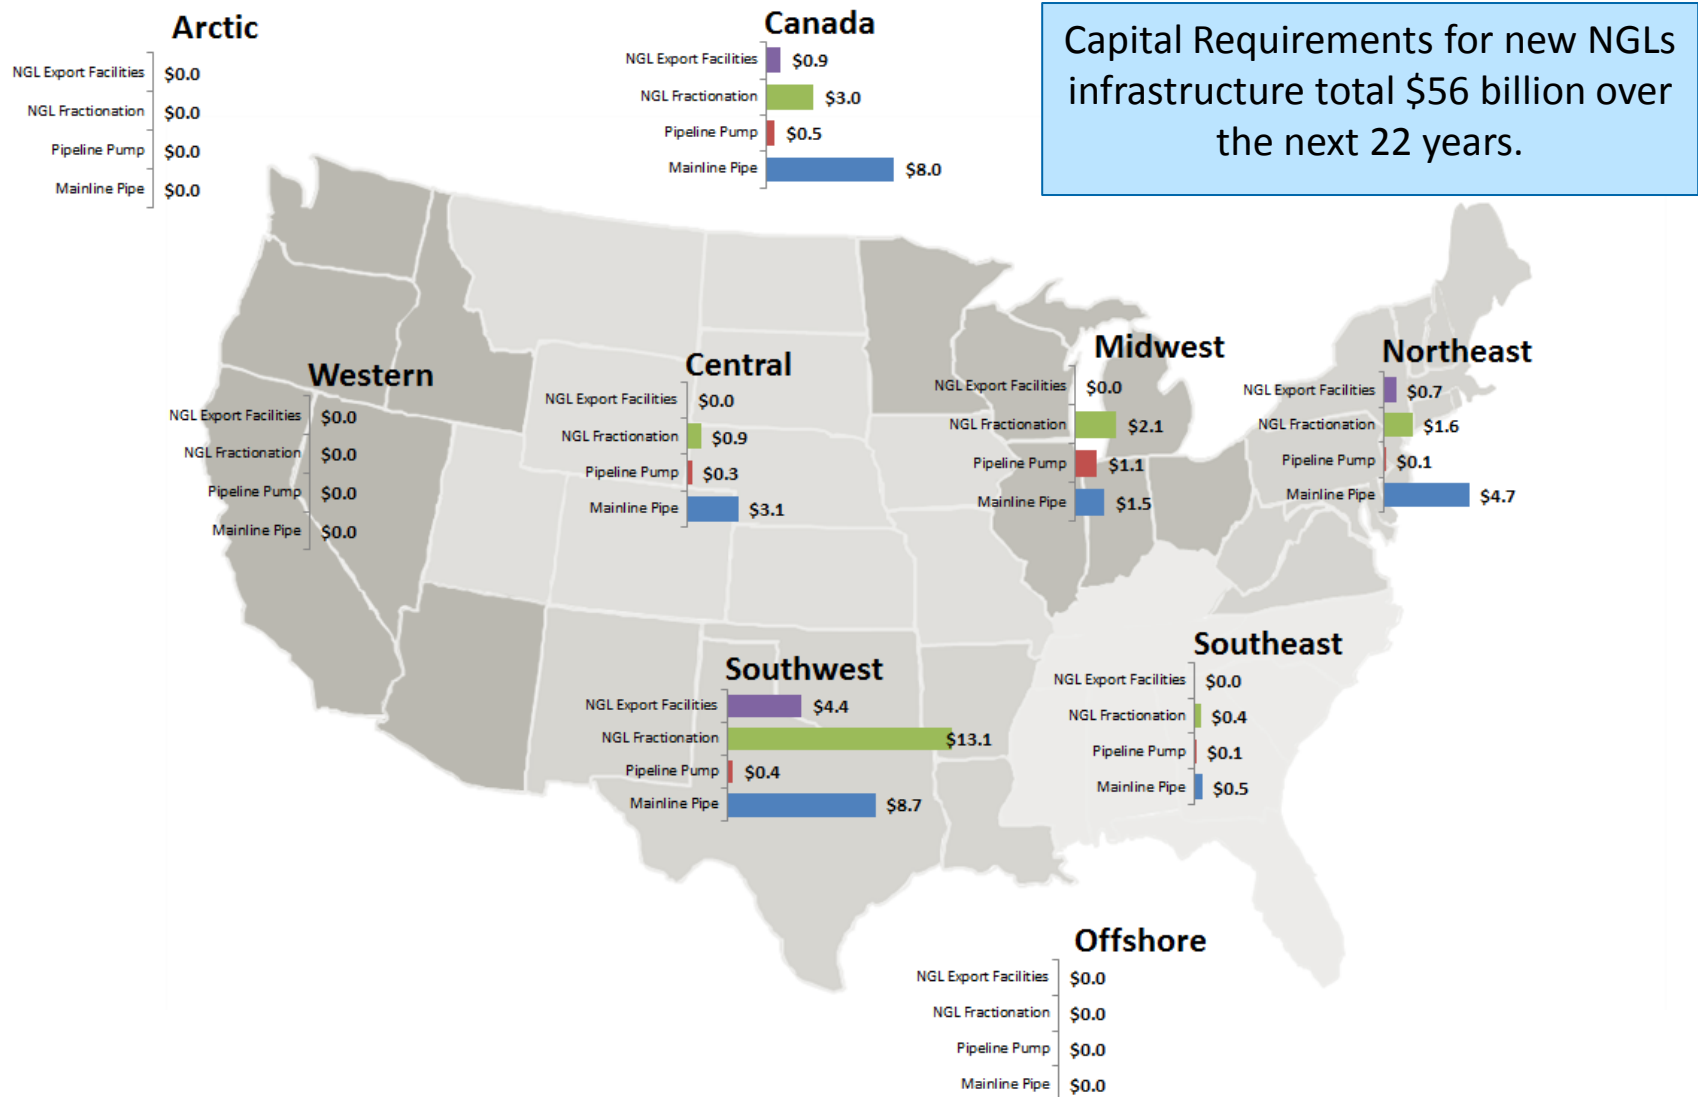 Arctic
NGL Export Facilities $0.0
NGL Fractionation $0.0
Pipeline Pump $0.0
Mainline Pipe $0.0
Canada
NGL Export Facilities $0.9
NGL Fractionation $3.0
Pipeline Pump $0.5
Mainline Pipe $8.0
Capital Requirements for new NGLs
infrastructure total $56 billion over
the next 22 years.
Western
NGL Export Facilities $0.0
NGL Fractionation $0.0
Pipeline Pump $0.0
Mainline Pipe $0.0
Central
NGL Export Facilities $0.0
NGL Fractionation $0.9
Pipeline Pump $0.3
Mainline Pipe $3.1
Midwest
NGL Export Facilities $0.0
NGL Fractionation $2.1
Pipeline Pump $1.1
Mainline Pipe $1.5
Northeast
NGL Export Facilities $0.7
NGL Fractionation $1.6
Pipeline Pump $0.1
Mainline Pipe $4.7
Southwest
NGL Export Facilities $4.4
NGL Fractionation $13.1
Pipeline Pump $0.4
Mainline Pipe $8.7
Southeast
NGL Export Facilities $0.0
NGL Fractionation $0.4
Pipeline Pump $0.1
Mainline Pipe $0.5
Offshore
NGL Export Facilities $0.0
NGL Fractionation $0.0
Pipeline Pump $0.0
Mainline Pipe $0.0